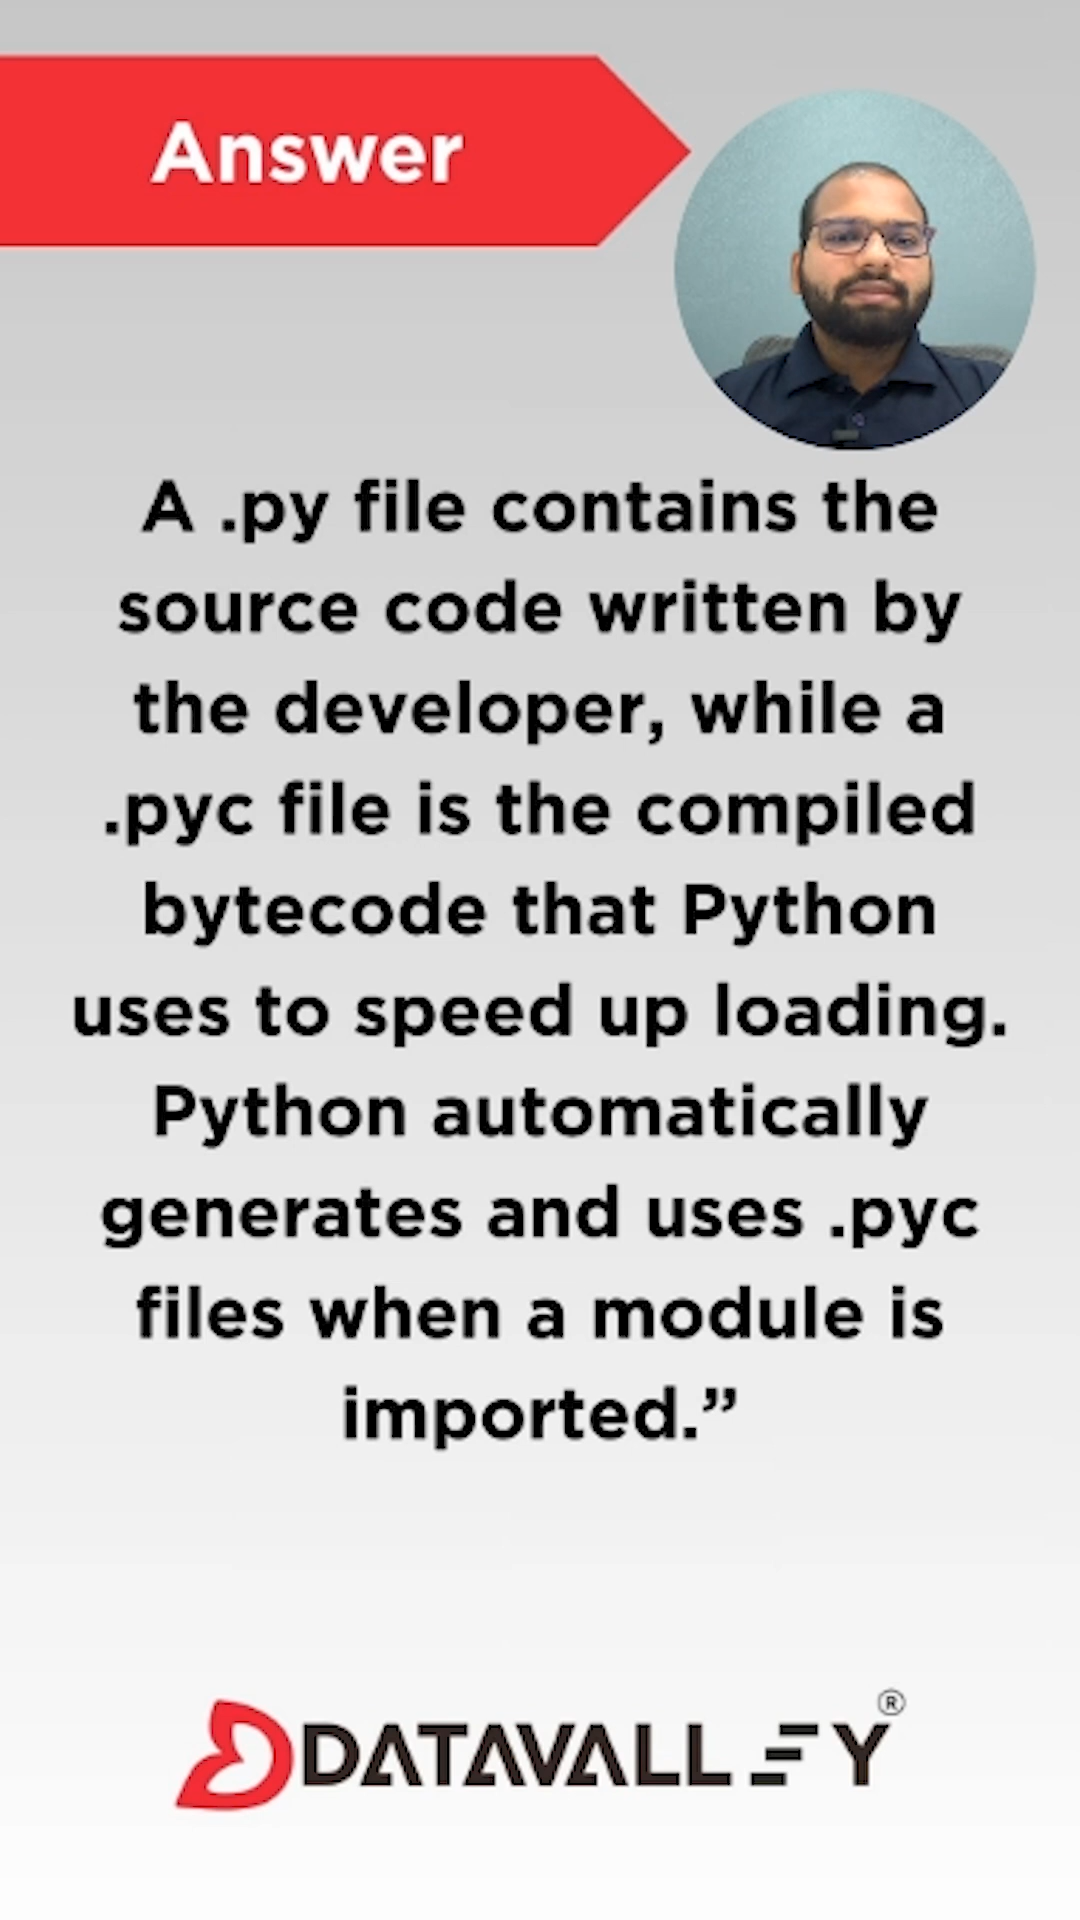 Answer
A .py file contains the
source code written by
the developer, while a
.pyc file is the compiled
bytecode that Python
uses to speed up loading.
Python automatically
generates and uses .pyc
files when a module is
imported.”
DATAVALLEY®